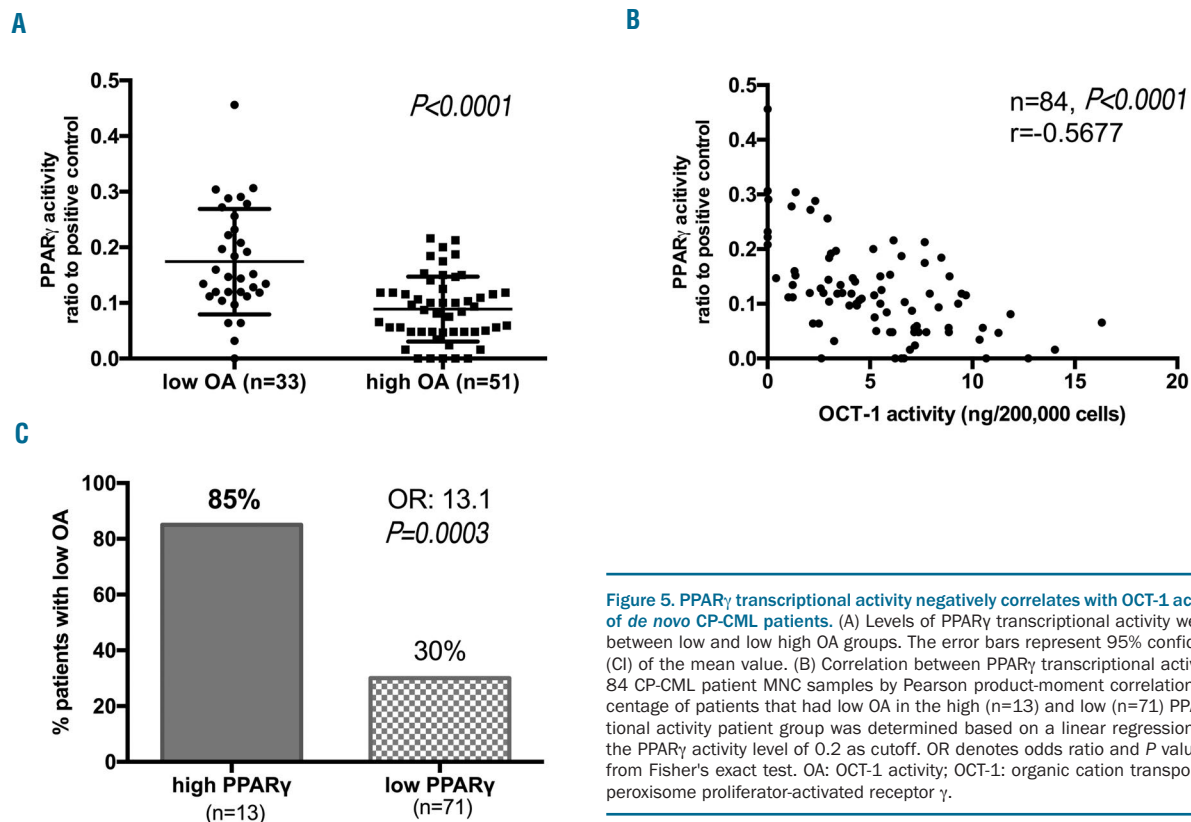 A
PPARγ acitivity
ratio to positive control
0.5
0.4
0.3
0.2
0.1
0.0
P<0.0001
low OA (n=33)
high OA (n=51)
B
PPARγ acitivity
ratio to positive control
0.5
0.4
0.3
0.2
0.1
0.0
n=84, P<0.0001
r=-0.5677
0
5
10
15
20
OCT-1 activity (ng/200,000 cells)
C
% patients with low OA
100
80
60
40
20
0
85%
30%
OR: 13.1
P=0.0003
high PPARγ
(n=13)
low PPARγ
(n=71)
Figure 5. PPARγ transcriptional activity negatively correlates with OCT-1 ac
of de novo CP-CML patients. (A) Levels of PPARγ transcriptional activity we
between low and low high OA groups. The error bars represent 95% confid
(CI) of the mean value. (B) Correlation between PPARγ transcriptional activ
84 CP-CML patient MNC samples by Pearson product-moment correlation
centage of patients that had low OA in the high (n=13) and low (n=71) PPA
tional activity patient group was determined based on a linear regression
the PPARγ activity level of 0.2 as cutoff. OR denotes odds ratio and P valu
from Fisher's exact test. OA: OCT-1 activity; OCT-1: organic cation transpo
peroxisome proliferator-activated receptor γ.